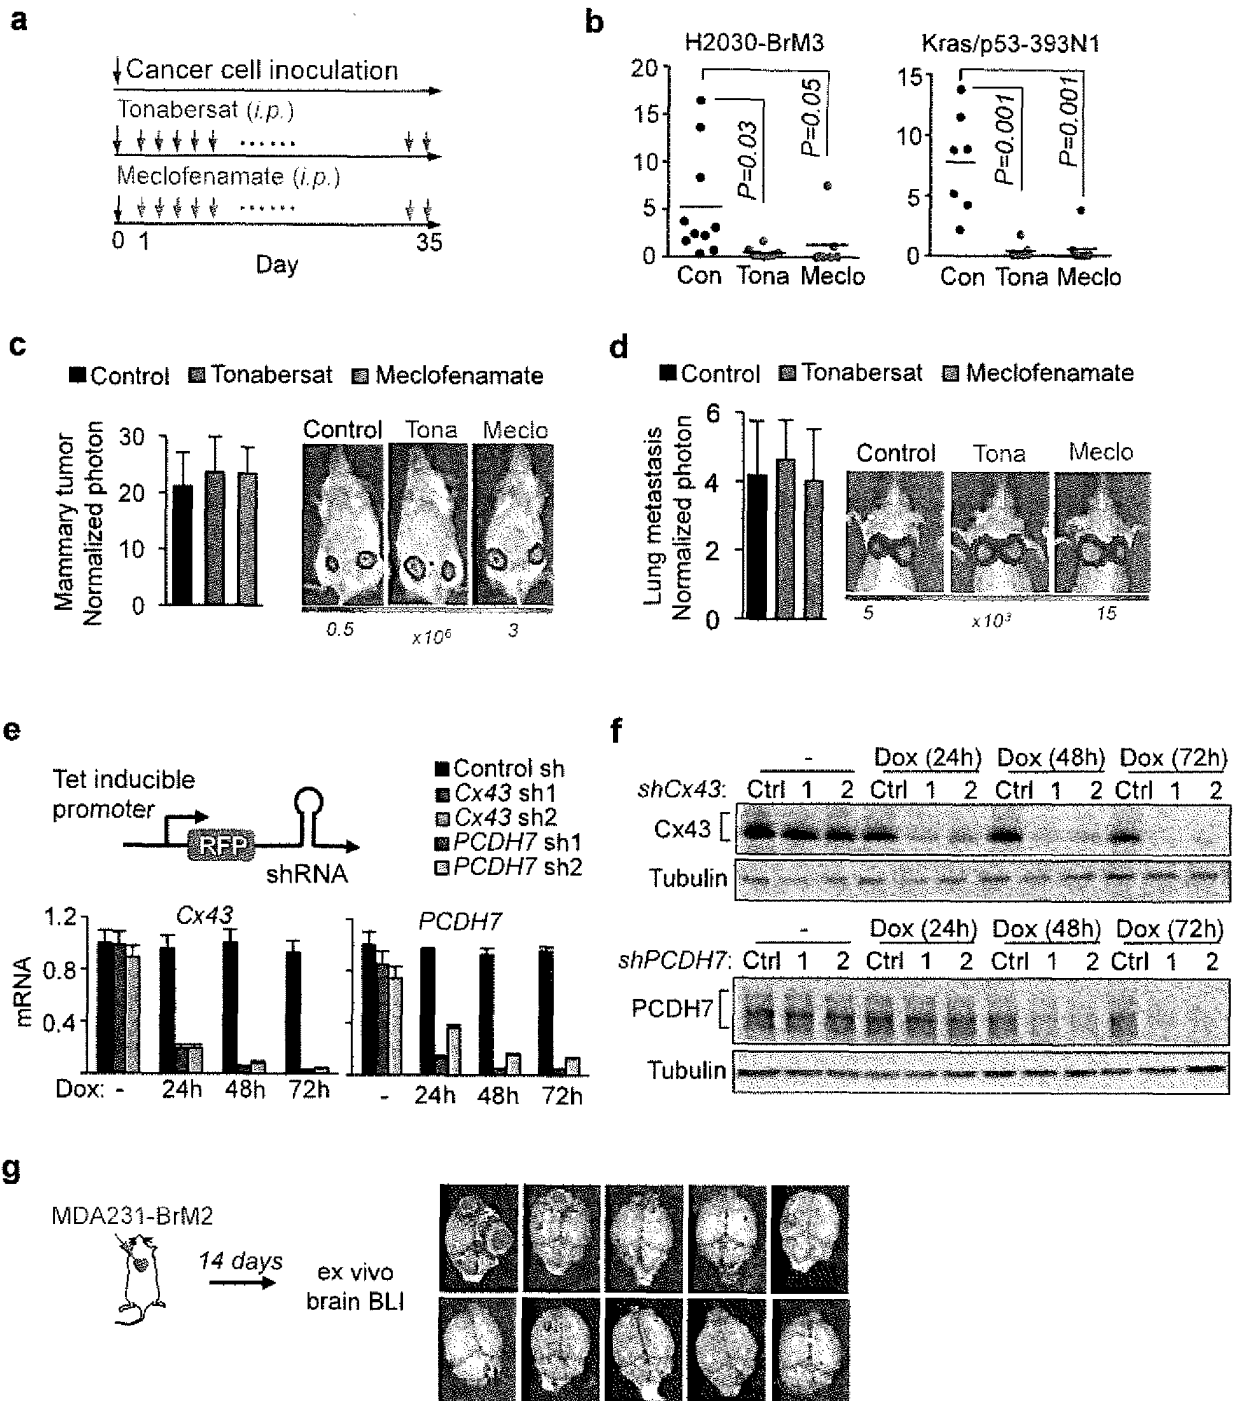 a
Cancer cell inoculation
Tonabersat (i.p.)
Meclofenamate (i.p.)
0 1 35
Day
b
H2030-BrM3
20
15
10
5
0
P=0.03
P=0.05
Con Tona Meclo
Kras/p53-393N1
15
10
5
0
P=0.001
P=0.001
Con Tona Meclo
c
Control Tonabersat Meclofenamate
Mammary tumor
Normalized photon
30
20
10
0
Control Tona Meclo
0.5 x10⁶ 3
d
Control Tonabersat Meclofenamate
Lung metastasis
Normalized photon
6
4
2
0
Control Tona Meclo
5 x10³ 15
e
Tet inducible
promoter
RFP
shRNA
Control sh
Cx43 sh1
Cx43 sh2
PCDH7 sh1
PCDH7 sh2
mRNA
1.2
0.8
0.4
Cx43
Dox: - 24h 48h 72h
PCDH7
- 24h 48h 72h
f
- Dox (24h) Dox (48h) Dox (72h)
shCx43: Ctrl 1 2 Ctrl 1 2 Ctrl 1 2 Ctrl 1 2
Cx43
Tubulin
- Dox (24h) Dox (48h) Dox (72h)
shPCDH7: Ctrl 1 2 Ctrl 1 2 Ctrl 1 2 Ctrl 1 2
PCDH7
Tubulin
g
MDA231-BrM2
14 days
ex vivo
brain BLI